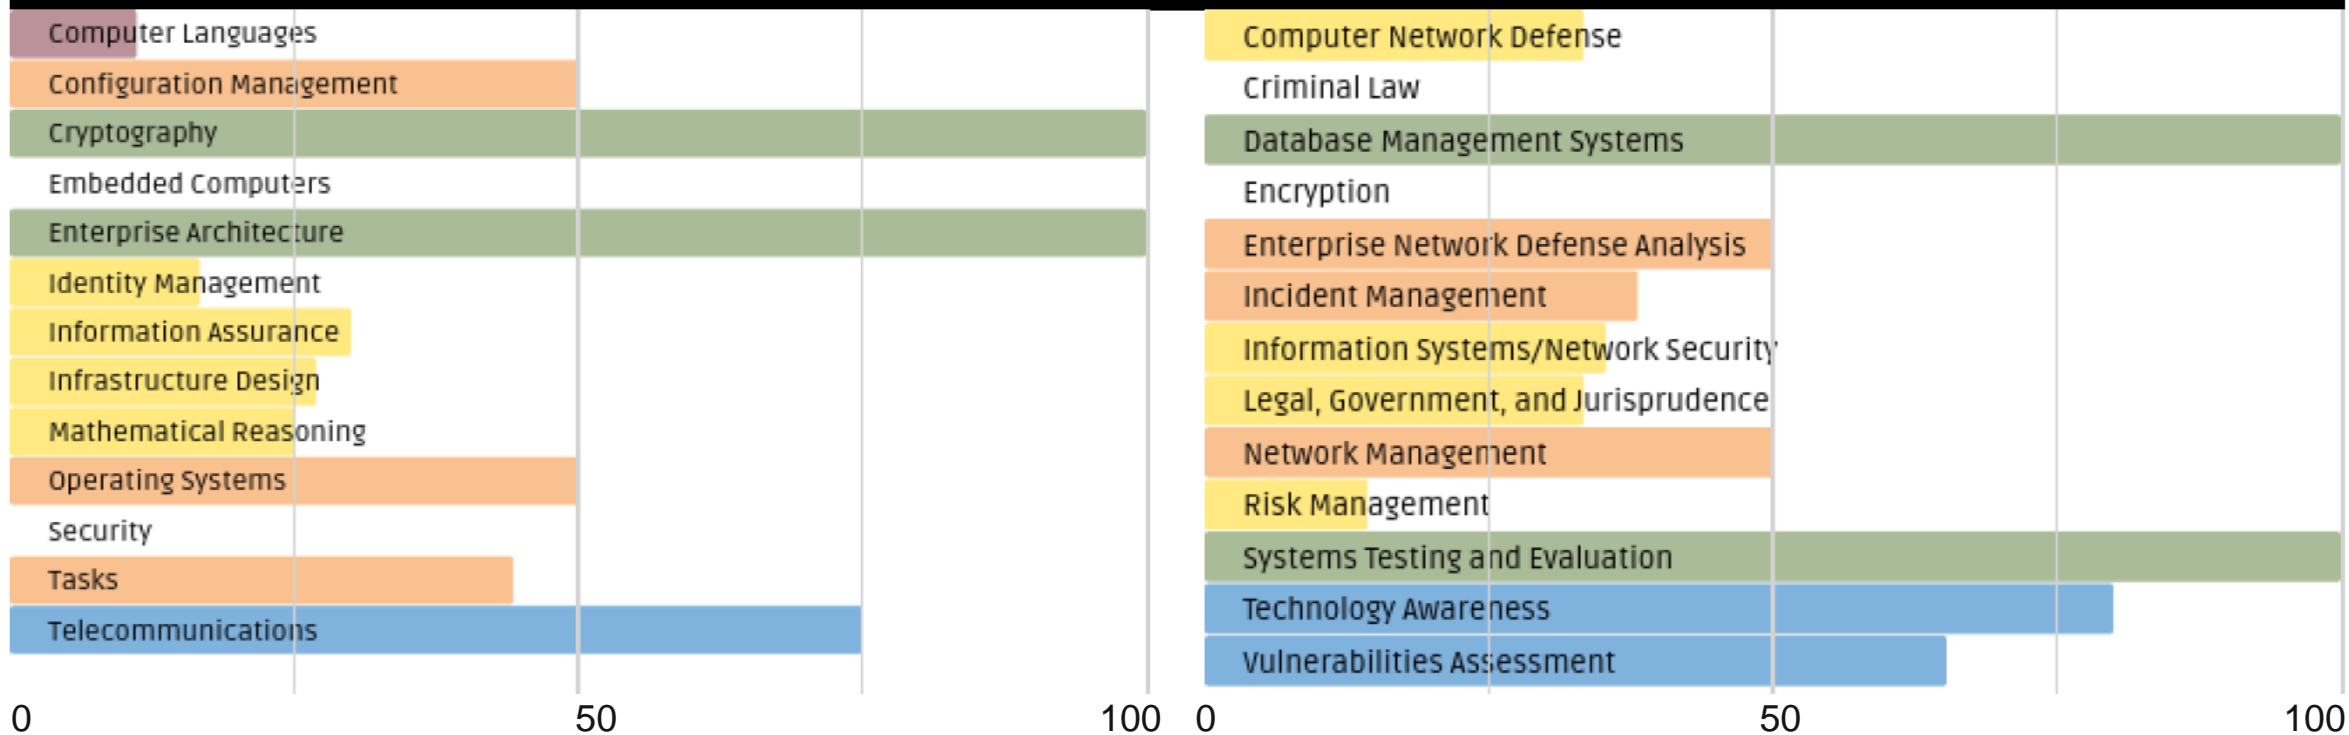 Computer Languages
Configuration Management
Cryptography
Embedded Computers
Enterprise Architecture
Identity Management
Information Assurance
Infrastructure Design
Mathematical Reasoning
Operating Systems
Security
Tasks
Telecommunications
0 50 100
Computer Network Defense
Criminal Law
Database Management Systems
Encryption
Enterprise Network Defense Analysis
Incident Management
Information Systems/Network Security
Legal, Government, and Jurisprudence
Network Management
Risk Management
Systems Testing and Evaluation
Technology Awareness
Vulnerabilities Assessment
0 50 100